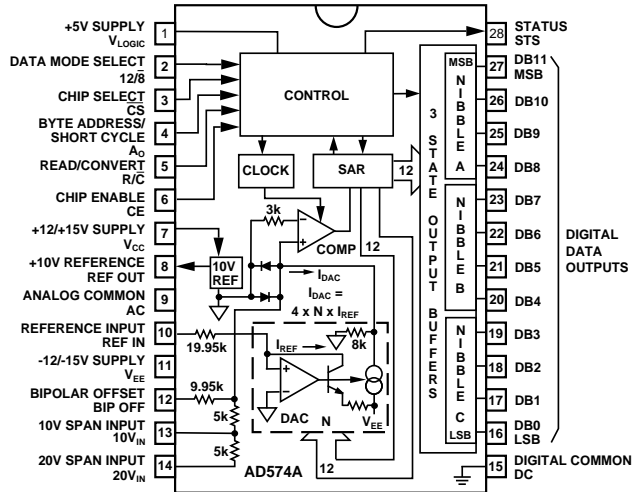 +5V SUPPLY
VLOGIC
1
DATA MODE SELECT
12/8̅
2
CHIP SELECT
C̅S̅
3
BYTE ADDRESS/
SHORT CYCLE
AO
4
READ/CONVERT
R/C̅
5
CHIP ENABLE
CE
6
+12/+15V SUPPLY
VCC
7
+10V REFERENCE
REF OUT
8
ANALOG COMMON
AC
9
REFERENCE INPUT
REF IN
10
-12/-15V SUPPLY
VEE
11
BIPOLAR OFFSET
BIP OFF
12
10V SPAN INPUT
10VIN
13
20V SPAN INPUT
20VIN
14
CONTROL
CLOCK
SAR
12
3k
COMP
12
10V
REF
IDAC
IDAC =
4 x N x IREF
19.95k
IREF
8k
9.95k
5k
5k
DAC
N
VEE
12
AD574A
3 STATE OUTPUT BUFFERS
MSB
NIBBLE A
NIBBLE B
NIBBLE C
LSB
28
STATUS
STS
27
DB11
MSB
26
DB10
25
DB9
24
DB8
23
DB7
22
DB6
21
DB5
20
DB4
19
DB3
18
DB2
17
DB1
16
DB0
LSB
15
DIGITAL COMMON
DC
DIGITAL DATA
OUTPUTS